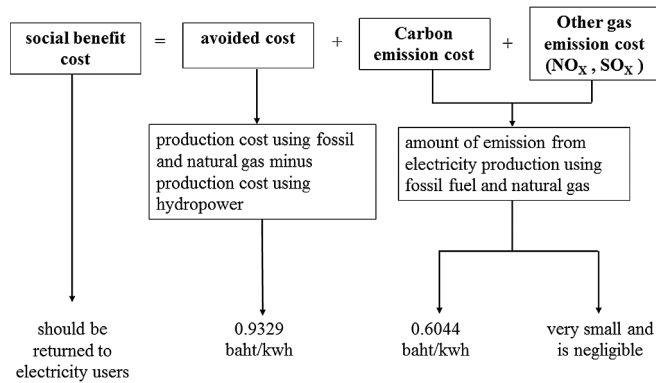 social benefit cost = avoided cost + Carbon emission cost + Other gas emission cost (NOX , SOX )
production cost using fossil
and natural gas minus
production cost using
hydropower
amount of emission from
electricity production using
fossil fuel and natural gas
should be
returned to
electricity users
0.9329
baht/kwh
0.6044
baht/kwh
very small and
is negligible